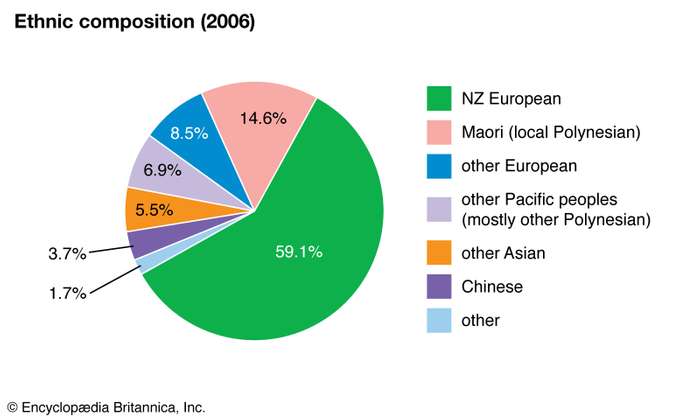 Ethnic composition (2006)
14.6%
8.5%
6.9%
5.5%
3.7%
1.7%
59.1%
NZ European
Maori (local Polynesian)
other European
other Pacific peoples
(mostly other Polynesian)
other Asian
Chinese
other
© Encyclopædia Britannica, Inc.